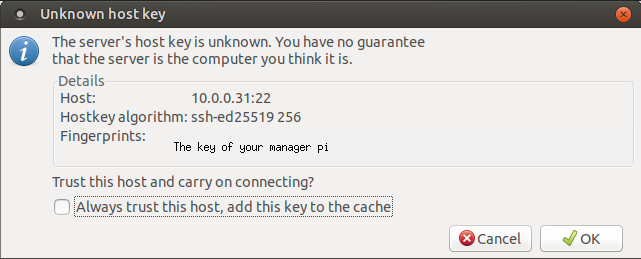 Unknown host key
The server's host key is unknown. You have no guarantee
that the server is the computer you think it is.
Details
Host: 10.0.0.31:22
Hostkey algorithm: ssh-ed25519 256
Fingerprints:
The key of your manager pi
Trust this host and carry on connecting?
Always trust this host, add this key to the cache
Cancel OK